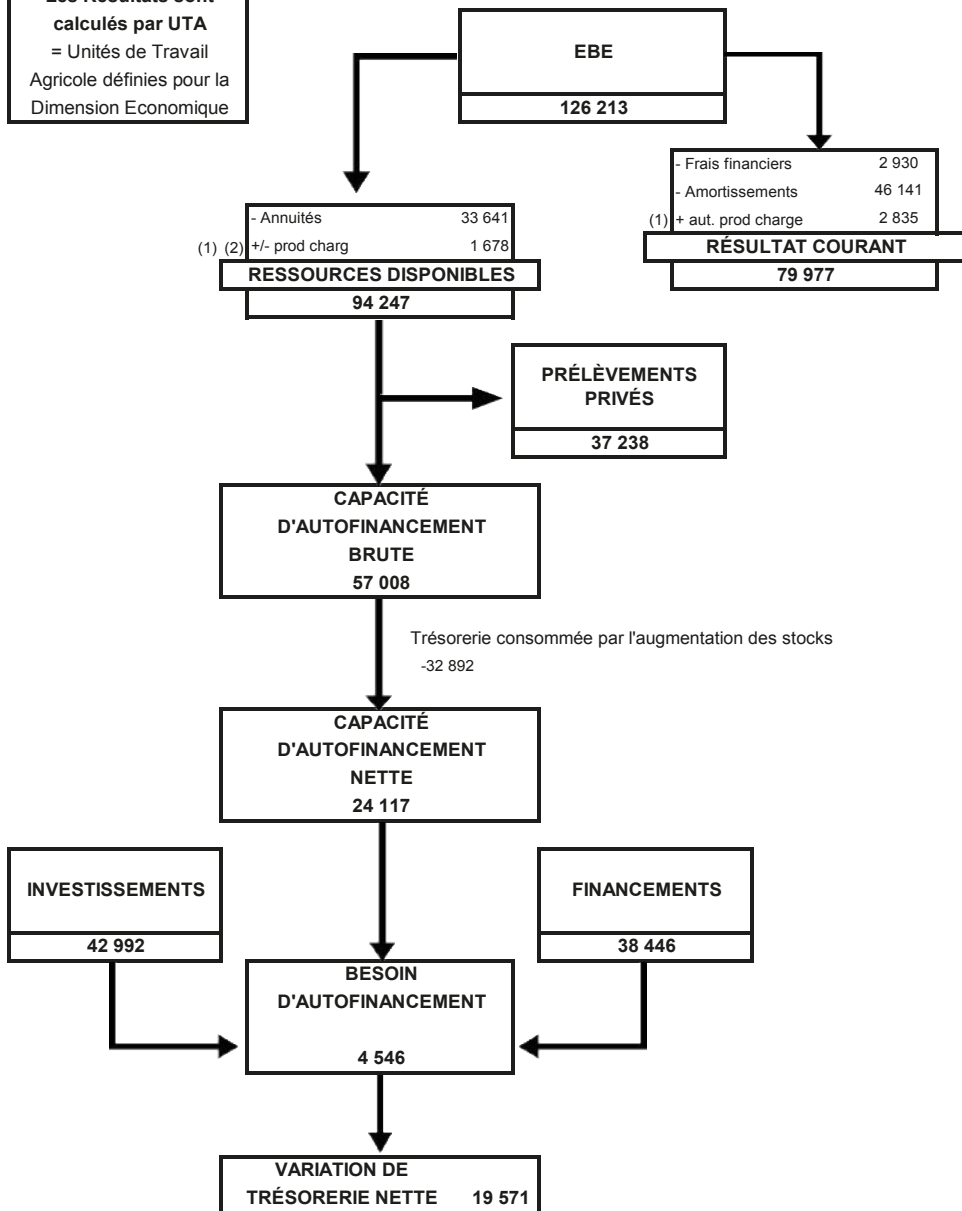 Les Résultats sont
calculés par UTA
= Unités de Travail
Agricole définies pour la
Dimension Economique
EBE
126 213
- Frais financiers 2 930
- Amortissements 46 141
(1) + aut. prod charge 2 835
RÉSULTAT COURANT
79 977
- Annuités 33 641
(1) (2) +/- prod charg 1 678
RESSOURCES DISPONIBLES
94 247
PRÉLÈVEMENTS
PRIVÉS
37 238
CAPACITÉ
D'AUTOFINANCEMENT
BRUTE
57 008
Trésorerie consommée par l'augmentation des stocks
-32 892
CAPACITÉ
D'AUTOFINANCEMENT
NETTE
24 117
INVESTISSEMENTS
42 992
FINANCEMENTS
38 446
BESOIN
D'AUTOFINANCEMENT
4 546
VARIATION DE
TRÉSORERIE NETTE 19 571